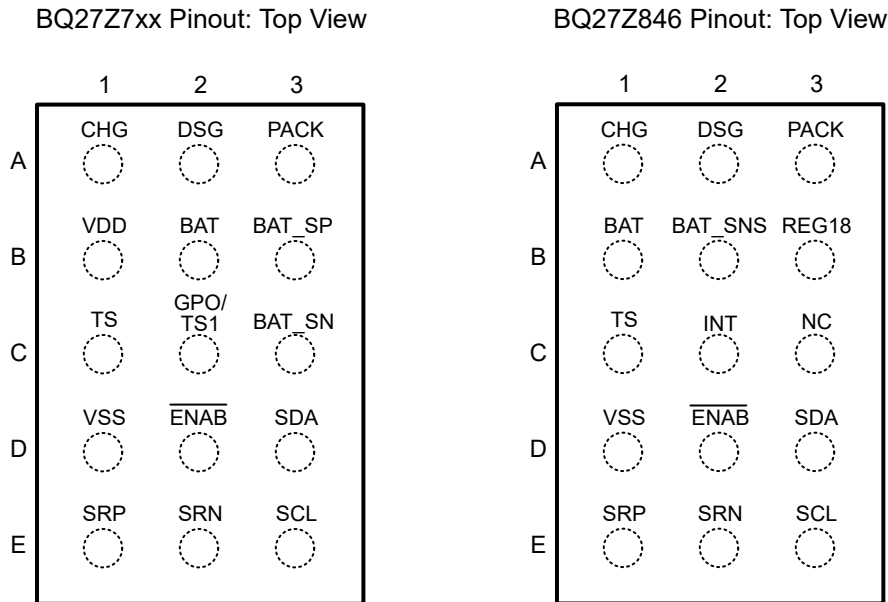 BQ27Z7xx Pinout: Top View
1 2 3
A
CHG DSG PACK
B
VDD BAT BAT_SP
C
TS GPO/
TS1 BAT_SN
D
VSS ENAB SDA
E
SRP SRN SCL
BQ27Z846 Pinout: Top View
1 2 3
A
CHG DSG PACK
B
BAT BAT_SNS REG18
C
TS INT NC
D
VSS ENAB SDA
E
SRP SRN SCL